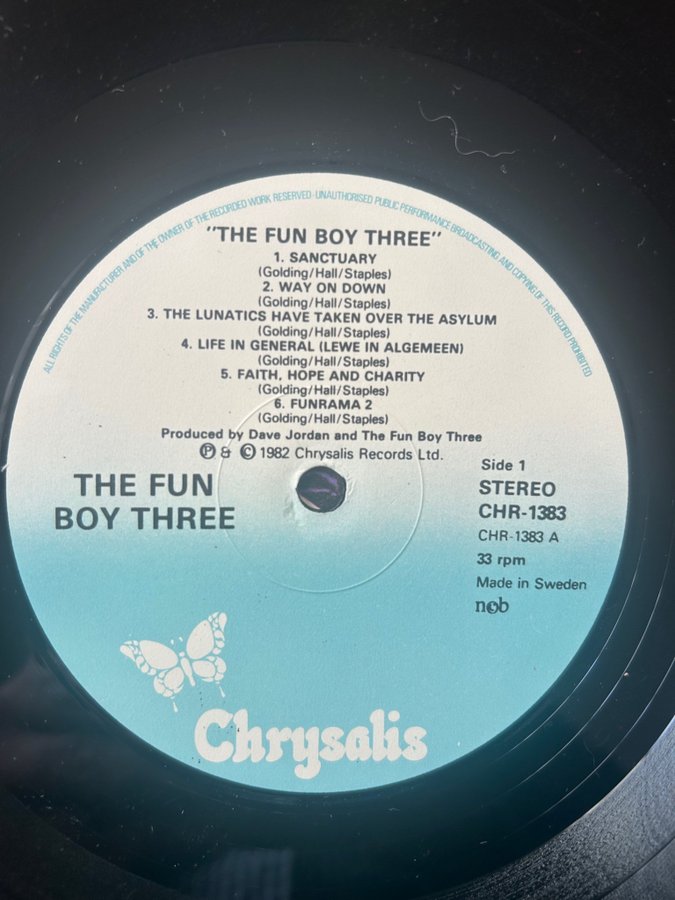 ALL RIGHTS OF THE MANUFACTURER AND OF THE OWNER OF THE RECORDED WORK RESERVED · UNAUTHORISED PUBLIC PERFORMANCE BROADCASTING AND COPYING OF THIS RECORD PROHIBITED
"THE FUN BOY THREE"
1. SANCTUARY
(Golding/Hall/Staples)
2. WAY ON DOWN
(Golding/Hall/Staples)
3. THE LUNATICS HAVE TAKEN OVER THE ASYLUM
(Golding/Hall/Staples)
4. LIFE IN GENERAL (LEWE IN ALGEMEEN)
(Golding/Hall/Staples)
5. FAITH, HOPE AND CHARITY
(Golding/Hall/Staples)
6. FUNRAMA 2
(Golding/Hall/Staples)
Produced by Dave Jordan and The Fun Boy Three
℗ & © 1982 Chrysalis Records Ltd.
THE FUN
BOY THREE
Side 1
STEREO
CHR-1383
CHR-1383 A
33 rpm
Made in Sweden
ncb
Chrysalis